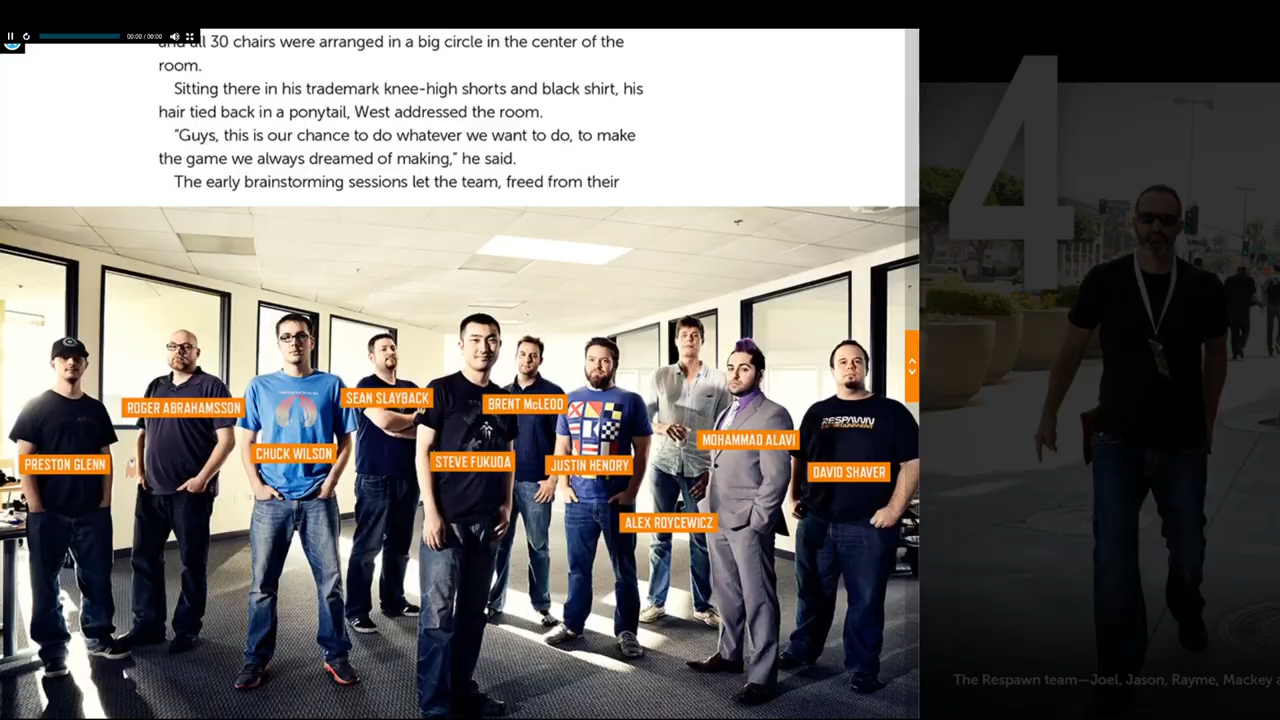 00:00 / 00:00
and all 30 chairs were arranged in a big circle in the center of the
room.
Sitting there in his trademark knee-high shorts and black shirt, his
hair tied back in a ponytail, West addressed the room.
“Guys, this is our chance to do whatever we want to do, to make
the game we always dreamed of making,” he said.
The early brainstorming sessions let the team, freed from their
4
PRESTON GLENN
ROGER ABRAHAMSSON
CHUCK WILSON
SEAN SLAYBACK
STEVE FUKUDA
BRENT McLEOD
JUSTIN HENDRY
ALEX ROYCEWICZ
MOHAMMAD ALAVI
RESPAWN
ENTERTAINMENT
DAVID SHAVER
The Respawn team—Joel, Jason, Rayme, Mackey a